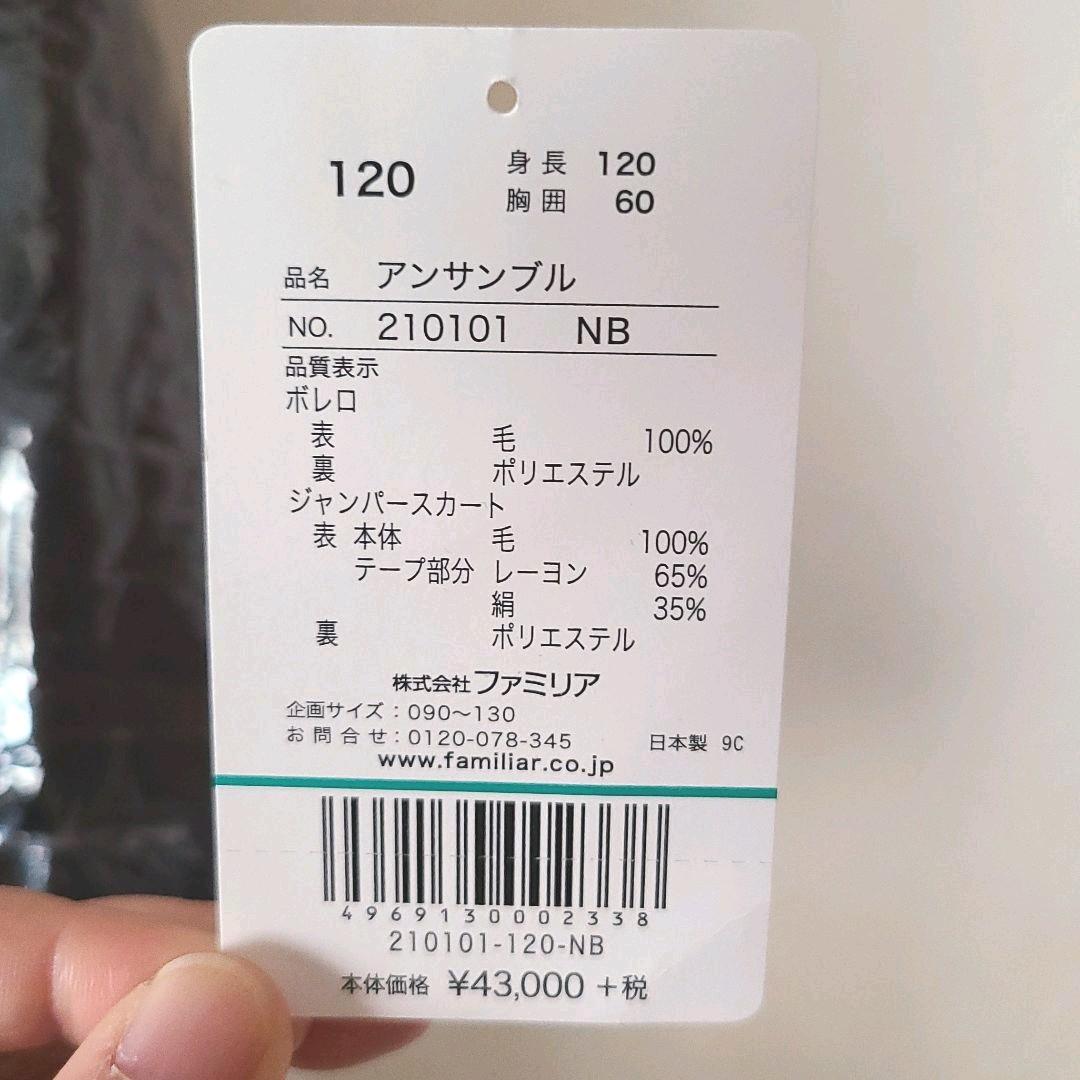 120
身長 120
胸囲 60
品名 アンサンブル
NO. 210101 NB
品質表示
ボレロ
表 毛 100%
裏 ポリエステル
ジャンパースカート
表 本体 毛 100%
テープ部分 レーヨン 65%
絹 35%
裏 ポリエステル
株式会社ファミリア
企画サイズ：090〜130
お問合せ：0120-078-345 日本製 9C
www.familiar.co.jp
4969130002338
210101-120-NB
本体価格 ¥43,000 +税